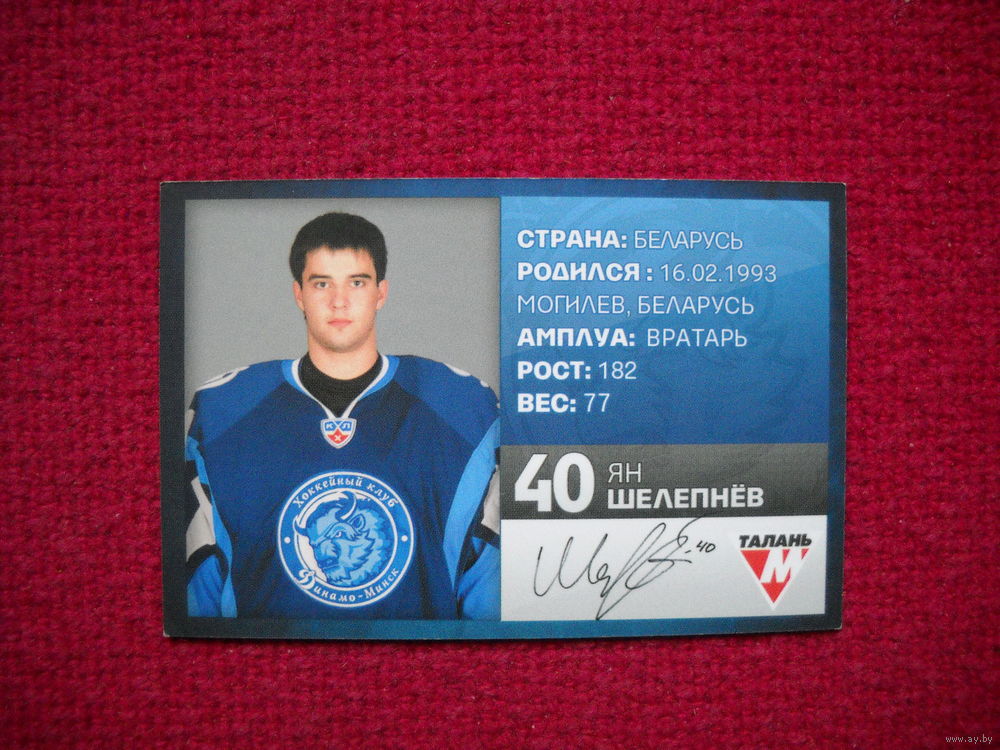 СТРАНА: БЕЛАРУСЬ
РОДИЛСЯ : 16.02.1993
МОГИЛЕВ, БЕЛАРУСЬ
АМПЛУА: ВРАТАРЬ
РОСТ: 182
ВЕС: 77
40 ЯН
ШЕЛЕПНЁВ
-40
ТАЛАНЬ
М
КХЛ
Хоккейный клуб
Динамо-Минск
www.ay.by